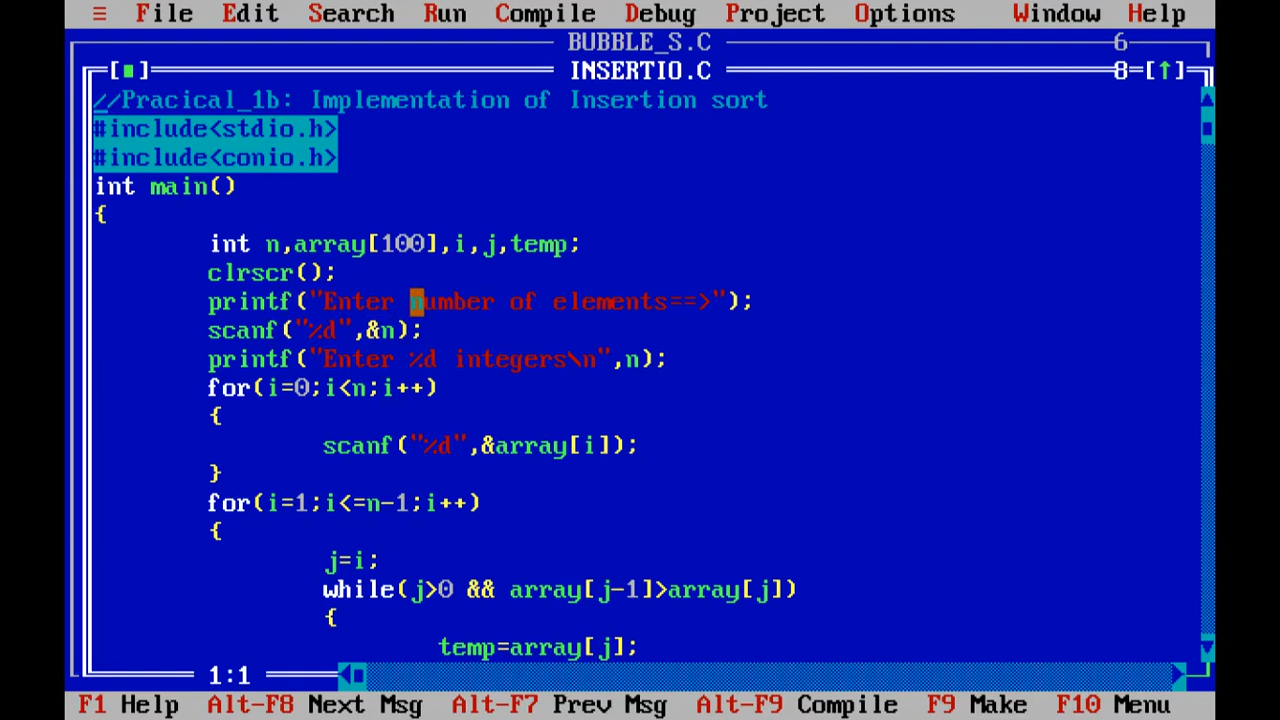 ≡ File Edit Search Run Compile Debug Project Options Window Help
BUBBLE_S.C 6
[■] INSERTIO.C 8=[↑]
//Pracical_1b: Implementation of Insertion sort
#include<stdio.h>
#include<conio.h>
int main()
{
int n,array[100],i,j,temp;
clrscr();
printf("Enter number of elements==>");
scanf("%d",&n);
printf("Enter %d integers\n",n);
for(i=0;i<n;i++)
{
scanf("%d",&array[i]);
}
for(i=1;i<=n-1;i++)
{
j=i;
while(j>0 && array[j-1]>array[j])
{
temp=array[j];
1:1
F1 Help Alt-F8 Next Msg Alt-F7 Prev Msg Alt-F9 Compile F9 Make F10 Menu